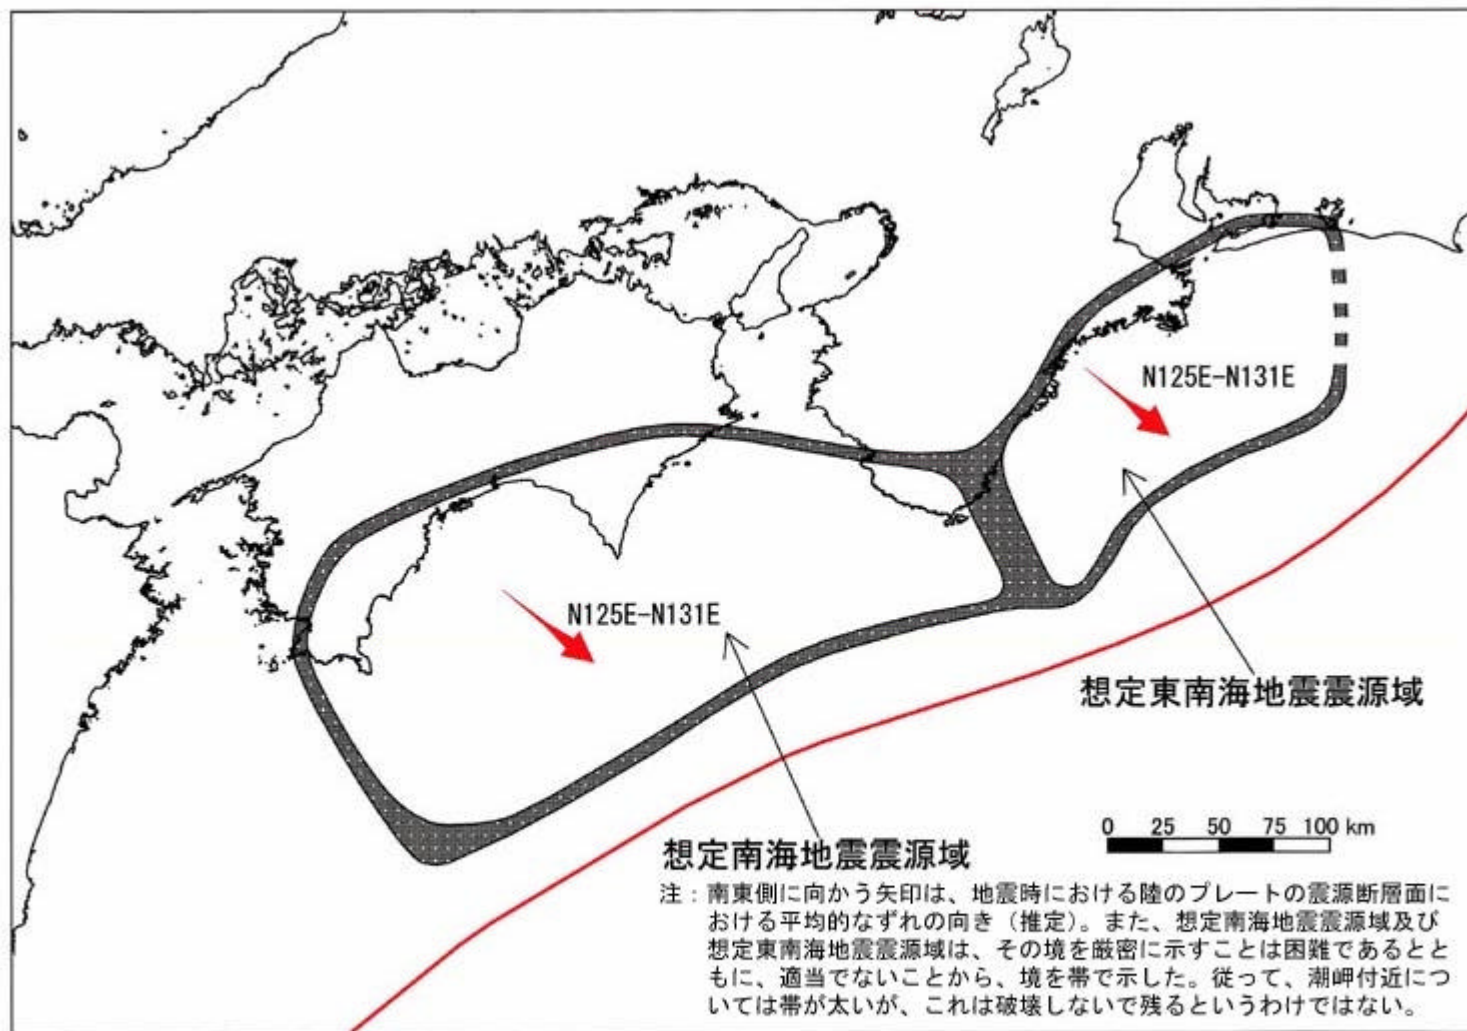 N125E-N131E
N125E-N131E
想定東南海地震震源域
0 25 50 75 100 km
想定南海地震震源域
注：南東側に向かう矢印は、地震時における陸のプレートの震源断層面に
おける平均的なずれの向き（推定）。また、想定南海地震震源域及び
想定東南海地震震源域は、その境を厳密に示すことは困難であるとと
もに、適当でないことから、境を帯で示した。従って、潮岬付近につ
いては帯が太いが、これは破壊しないで残るというわけではない。